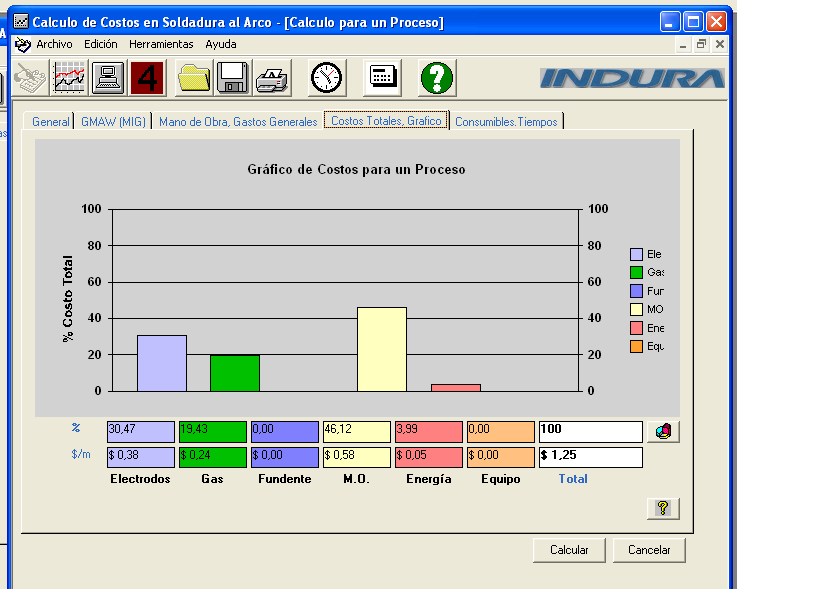 Calculo de Costos en Soldadura al Arco - [Calculo para un Proceso]
Archivo Edición Herramientas Ayuda
4 ? INDURA
General GMAW (MIG) Mano de Obra, Gastos Generales Costos Totales, Grafico Consumibles.Tiempos
Gráfico de Costos para un Proceso
% Costo Total
100 100
80 80
60 60
40 40
20 20
0 0
Ele
Gas
Fun
MO
Ene
Equ
% 30,47 19,43 0,00 46,12 3,99 0,00 100
$/m $ 0,38 $ 0,24 $ 0,00 $ 0,58 $ 0,05 $ 0,00 $ 1,25
Electrodos Gas Fundente M.O. Energía Equipo Total
?
Calcular Cancelar